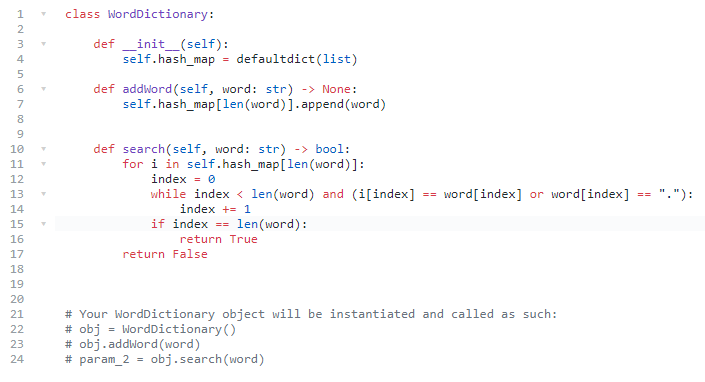 1 class WordDictionary:
2
3 def __init__(self):
4 self.hash_map = defaultdict(list)
5
6 def addWord(self, word: str) -> None:
7 self.hash_map[len(word)].append(word)
8
9
10 def search(self, word: str) -> bool:
11 for i in self.hash_map[len(word)]:
12 index = 0
13 while index < len(word) and (i[index] == word[index] or word[index] == "."):
14 index += 1
15 if index == len(word):
16 return True
17 return False
18
19
20
21 # Your WordDictionary object will be instantiated and called as such:
22 # obj = WordDictionary()
23 # obj.addWord(word)
24 # param_2 = obj.search(word)